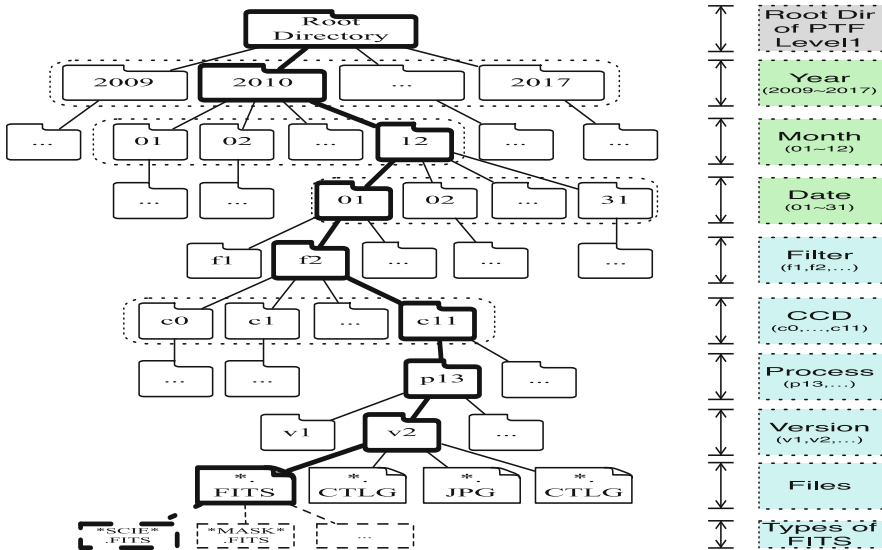 Root
Directory
Root Dir
of PTF
Level1
2009
2010
...
2017
Year
(2009~2017)
...
01
02
...
12
...
...
Month
(01~12)
...
...
01
02
...
31
Date
(01~31)
f1
f2
...
...
...
Filter
(f1,f2,...)
c0
c1
...
c11
CCD
(c0,...,c11)
...
...
p13
...
Process
(p13,...)
v1
v2
...
Version
(v1,v2,...)
*.
FITS
*.
CTLG
*.
JPG
*.
CTLG
Files
*SCIE*
.FITS
*MASK*
.FITS
...
Types of
FITS